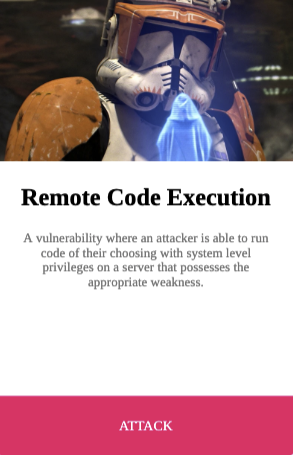 Remote Code Execution
A vulnerability where an attacker is able to run
code of their choosing with system level
privileges on a server that possesses the
appropriate weakness.
ATTACK